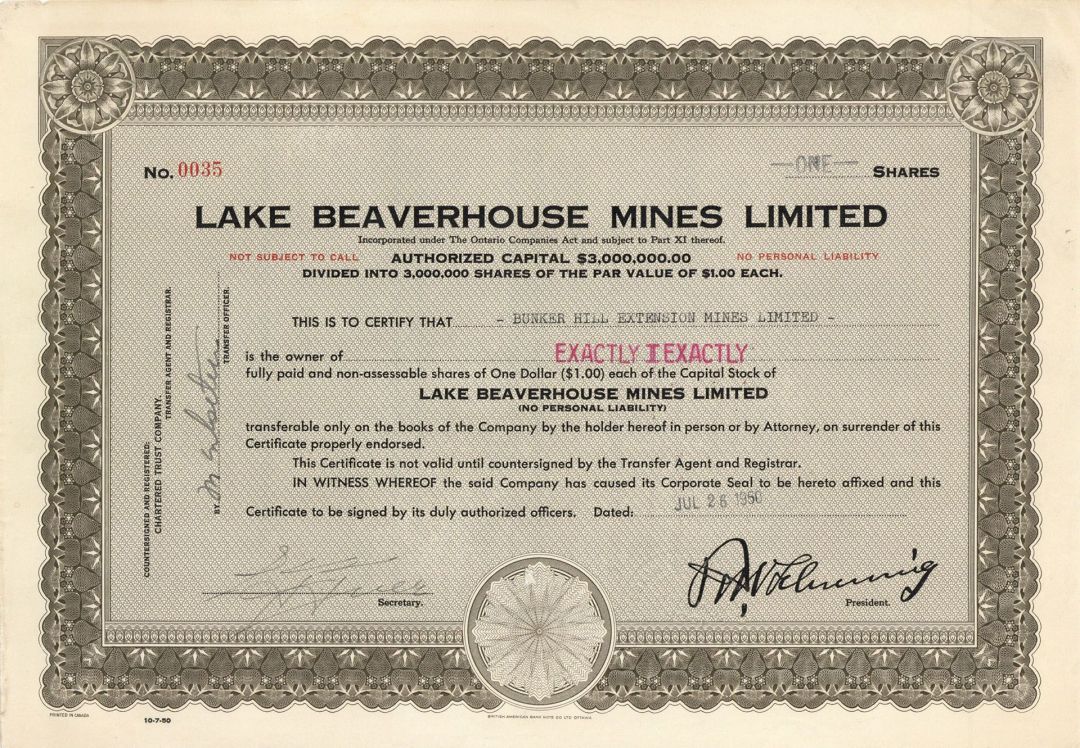 No. 0035
—ONE— SHARES
LAKE BEAVERHOUSE MINES LIMITED
Incorporated under The Ontario Companies Act and subject to Part XI thereof.
NOT SUBJECT TO CALL AUTHORIZED CAPITAL $3,000,000.00 NO PERSONAL LIABILITY
DIVIDED INTO 3,000,000 SHARES OF THE PAR VALUE OF $1.00 EACH.
THIS IS TO CERTIFY THAT - BUNKER HILL EXTENSION MINES LIMITED -
is the owner of EXACTLY 1 EXACTLY
fully paid and non-assessable shares of One Dollar ($1.00) each of the Capital Stock of
LAKE BEAVERHOUSE MINES LIMITED
(NO PERSONAL LIABILITY)
transferable only on the books of the Company by the holder hereof in person or by Attorney, on surrender of this
Certificate properly endorsed.
This Certificate is not valid until countersigned by the Transfer Agent and Registrar.
IN WITNESS WHEREOF the said Company has caused its Corporate Seal to be hereto affixed and this
Certificate to be signed by its duly authorized officers. Dated: JUL 26 1950
Secretary.
President.
COUNTERSIGNED AND REGISTERED:
CHARTERED TRUST COMPANY.
TRANSFER AGENT AND REGISTRAR.
BY
TRANSFER OFFICER.
PRINTED IN CANADA
10-7-50
BRITISH AMERICAN BANK NOTE CO LTD OTTAWA